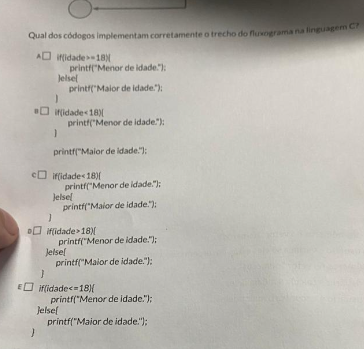 Qual dos códogos implementam corretamente o trecho do fluxograma na linguagem C?
A if(idade>=18){
printf("Menor de idade.");
}else{
printf("Maior de idade.");
}
B if(idade<18){
printf("Menor de idade.");
}
printf("Maior de idade.");
C if(idade<18){
printf("Menor de idade.");
}else{
printf("Maior de idade.");
}
D if(idade>18){
printf("Menor de idade.");
}else{
printf("Maior de idade.");
}
E if(idade<=18){
printf("Menor de idade.");
}else{
printf("Maior de idade.");
}